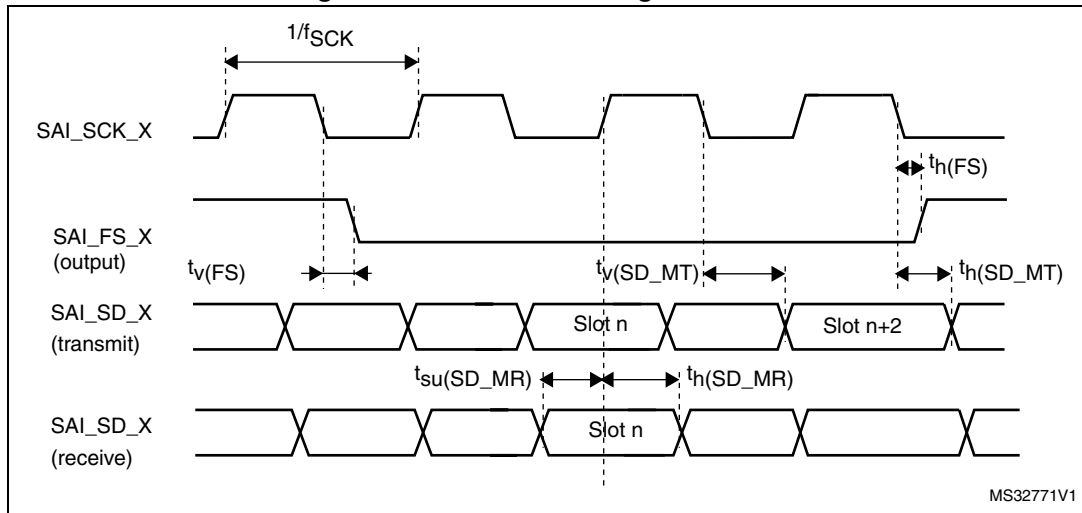 1/fSCK
SAI_SCK_X
th(FS)
SAI_FS_X
(output)
tv(FS)
tv(SD_MT)
th(SD_MT)
SAI_SD_X
(transmit)
Slot n
Slot n+2
tsu(SD_MR)
th(SD_MR)
SAI_SD_X
(receive)
Slot n
MS32771V1